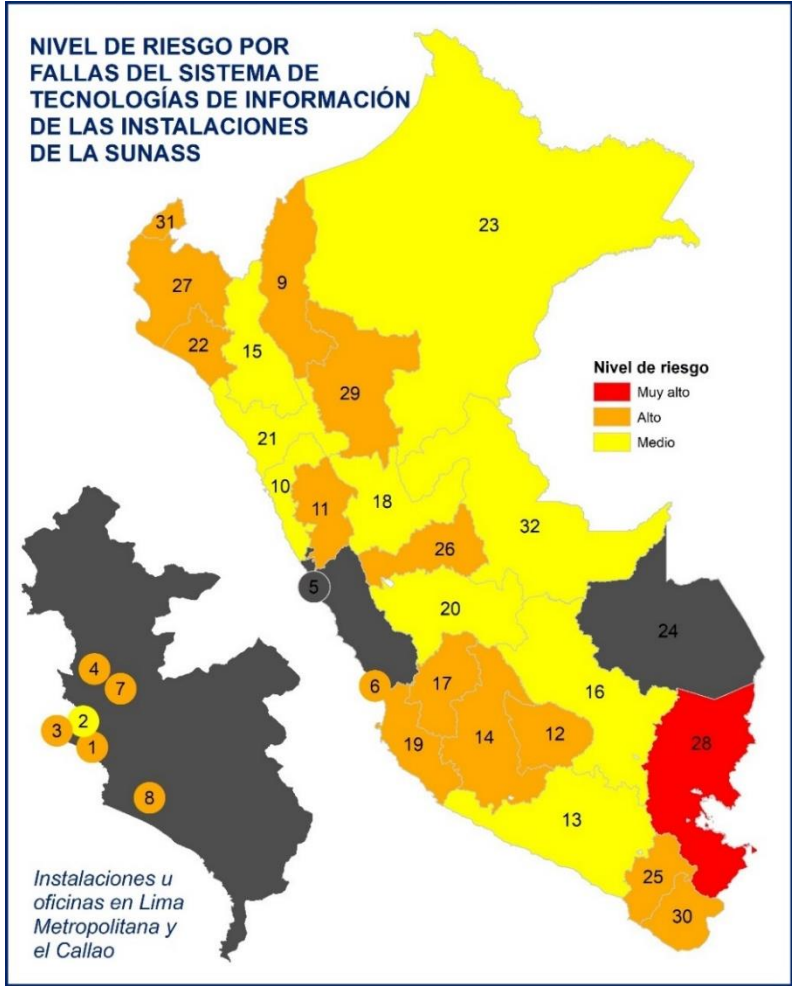 NIVEL DE RIESGO POR
FALLAS DEL SISTEMA DE
TECNOLOGÍAS DE INFORMACIÓN
DE LAS INSTALACIONES
DE LA SUNASS
31
23
9
27
22
15
29
Nivel de riesgo
Muy alto
Alto
Medio
21
10
11
18
32
26
5
20
24
4
7
6
17
16
2
3
1
19
14
12
28
8
13
25
30
Instalaciones u
oficinas en Lima
Metropolitana y
el Callao